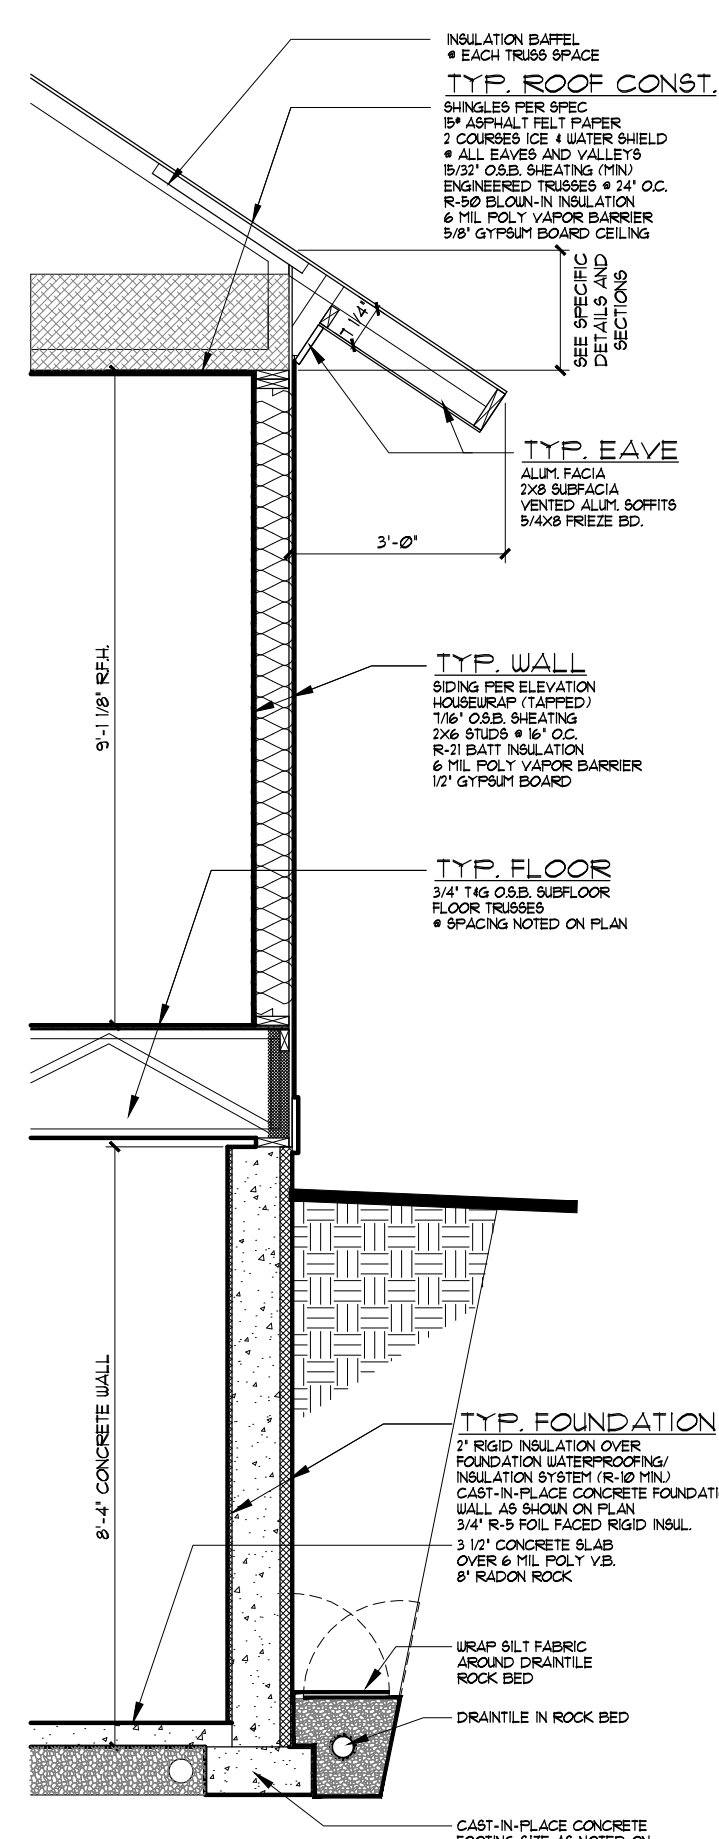 INSULATION BAFFEL
@ EACH TRUSS SPACE
TYP. ROOF CONST.
SHINGLES PER SPEC
15# ASPHALT FELT PAPER
2 COURSES ICE & WATER SHIELD
@ ALL EAVES AND VALLEYS
15/32" O.S.B. SHEATING (MIN)
ENGINEERED TRUSSES @ 24" O.C.
R-50 BLOWN-IN INSULATION
6 MIL POLY VAPOR BARRIER
5/8" GYPSUM BOARD CEILING
SEE SPECIFIC
DETAILS AND
SECTIONS
7 1/4"
TYP. EAVE
ALUM. FACIA
2X8 SUBFACIA
VENTED ALUM. SOFFITS
5/4X8 FRIEZE BD.
3'-0"
9'-1 1/8" R.F.H.
TYP. WALL
SIDING PER ELEVATION
HOUSEWRAP (TAPPED)
7/16" O.S.B. SHEATING
2X6 STUDS @ 16" O.C.
R-21 BATT INSULATION
6 MIL POLY VAPOR BARRIER
1/2" GYPSUM BOARD
TYP. FLOOR
3/4" T&G O.S.B. SUBFLOOR
FLOOR TRUSSES
@ SPACING NOTED ON PLAN
8'-4" CONCRETE WALL
TYP. FOUNDATION
2" RIGID INSULATION OVER
FOUNDATION WATERPROOFING/
INSULATION SYSTEM (R-10 MIN.)
CAST-IN-PLACE CONCRETE FOUNDATI
WALL AS SHOWN ON PLAN
3/4" R-5 FOIL FACED RIGID INSUL.
3 1/2" CONCRETE SLAB
OVER 6 MIL POLY V.B.
8" RADON ROCK
WRAP SILT FABRIC
AROUND DRAINTILE
ROCK BED
DRAINTILE IN ROCK BED
CAST-IN-PLACE CONCRETE
FOOTING SIZE AS NOTED ON